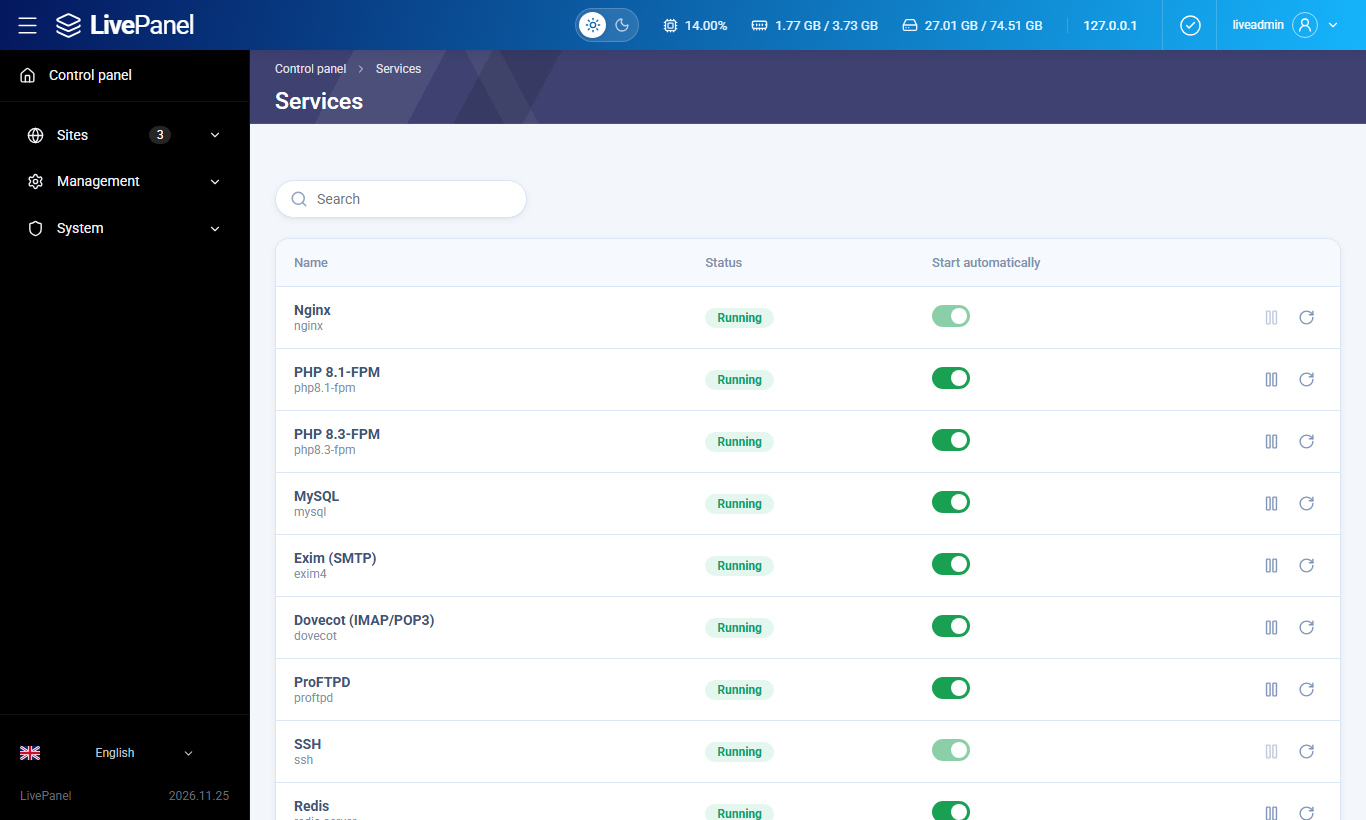 LivePanel
14.00%
1.77 GB / 3.73 GB
27.01 GB / 74.51 GB
127.0.0.1
liveadmin
Control panel
Sites
3
Management
System
English
LivePanel
2026.11.25
Control panel
Services
Services
Search
Name
Status
Start automatically
Nginx
nginx
Running
PHP 8.1-FPM
php8.1-fpm
Running
PHP 8.3-FPM
php8.3-fpm
Running
MySQL
mysql
Running
Exim (SMTP)
exim4
Running
Dovecot (IMAP/POP3)
dovecot
Running
ProFTPD
proftpd
Running
SSH
ssh
Running
Redis
Running